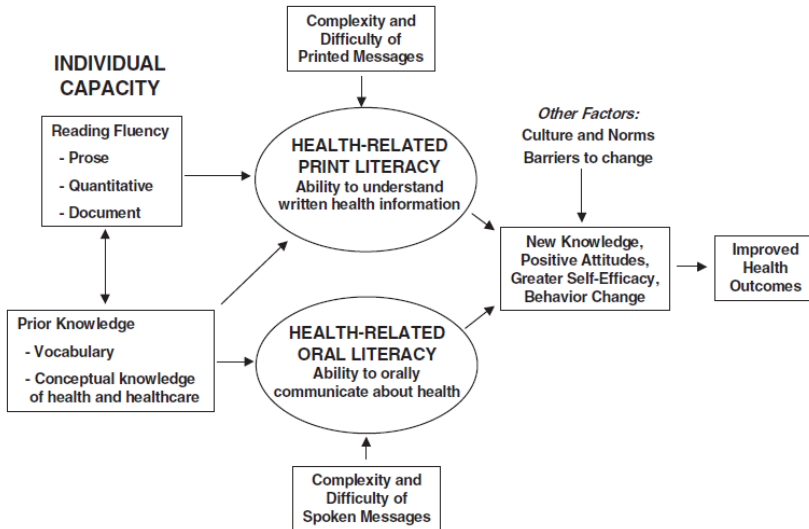 Complexity and
Difficulty of
Printed Messages
INDIVIDUAL
CAPACITY
Reading Fluency
- Prose
- Quantitative
- Document
HEALTH-RELATED
PRINT LITERACY
Ability to understand
written health information
Other Factors:
Culture and Norms
Barriers to change
New Knowledge,
Positive Attitudes,
Greater Self-Efficacy,
Behavior Change
Improved
Health
Outcomes
Prior Knowledge
- Vocabulary
- Conceptual knowledge
of health and healthcare
HEALTH-RELATED
ORAL LITERACY
Ability to orally
communicate about health
Complexity and
Difficulty of
Spoken Messages